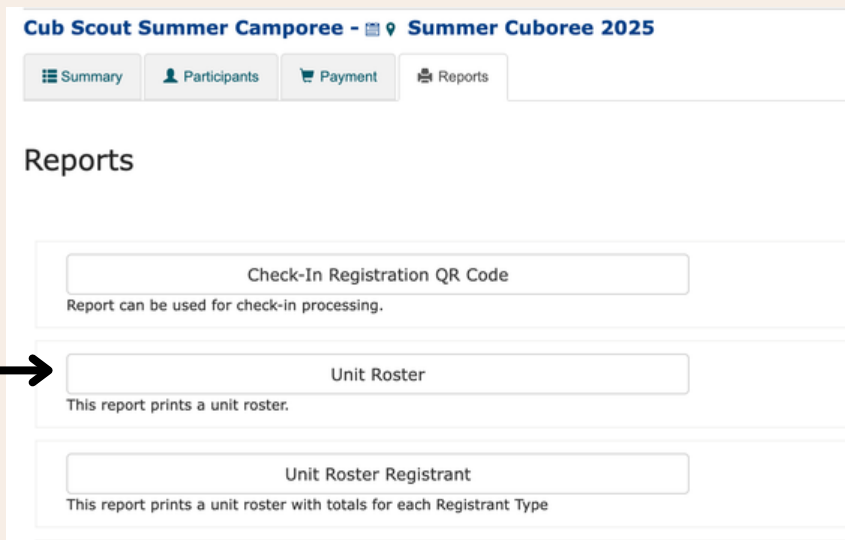 Cub Scout Summer Camporee - Summer Cuboree 2025
Summary Participants Payment Reports
Reports
Check-In Registration QR Code
Report can be used for check-in processing.
Unit Roster
This report prints a unit roster.
Unit Roster Registrant
This report prints a unit roster with totals for each Registrant Type